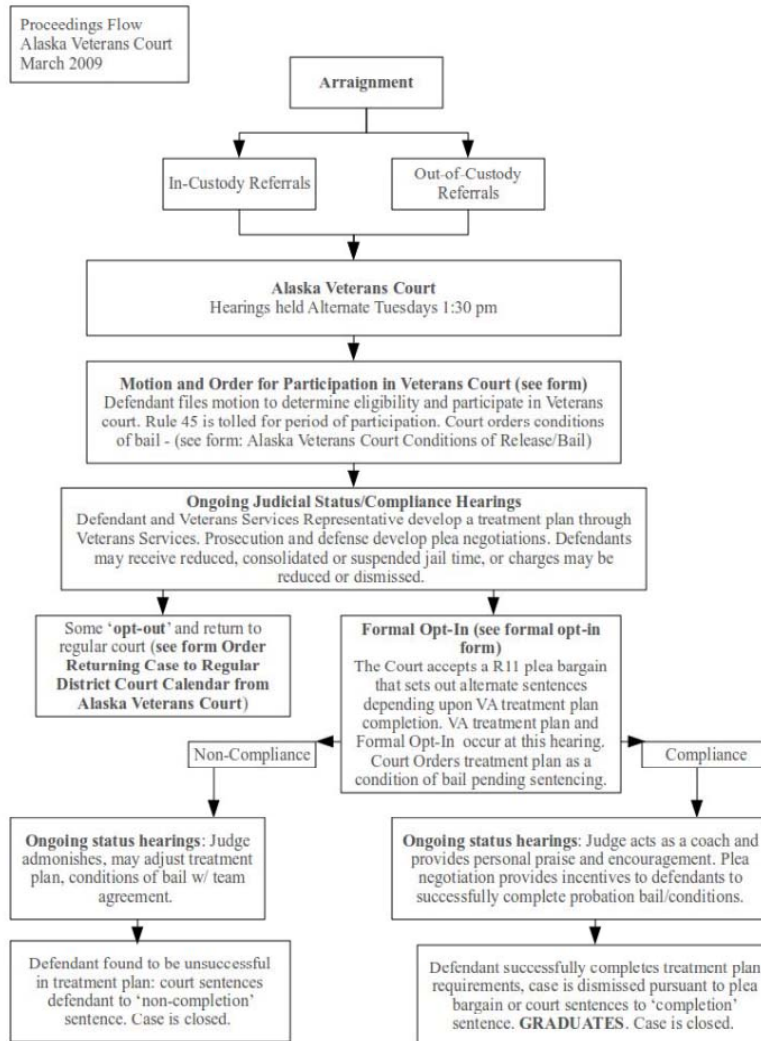 Proceedings Flow
Alaska Veterans Court
March 2009
Arraignment
In-Custody Referrals
Out-of-Custody
Referrals
Alaska Veterans Court
Hearings held Alternate Tuesdays 1:30 pm
Motion and Order for Participation in Veterans Court (see form)
Defendant files motion to determine eligibility and participate in Veterans
court. Rule 45 is tolled for period of participation. Court orders conditions
of bail - (see form: Alaska Veterans Court Conditions of Release/Bail)
Ongoing Judicial Status/Compliance Hearings
Defendant and Veterans Services Representative develop a treatment plan through
Veterans Services. Prosecution and defense develop plea negotiations. Defendants
may receive reduced, consolidated or suspended jail time, or charges may be
reduced or dismissed.
Some ‘opt-out’ and return to
regular court (see form Order
Returning Case to Regular
District Court Calendar from
Alaska Veterans Court)
Formal Opt-In (see formal opt-in
form)
The Court accepts a R11 plea bargain
that sets out alternate sentences
depending upon VA treatment plan
completion. VA treatment plan and
Formal Opt-In occur at this hearing.
Court Orders treatment plan as a
condition of bail pending sentencing.
Non-Compliance
Compliance
Ongoing status hearings: Judge
admonishes, may adjust treatment
plan, conditions of bail w/ team
agreement.
Ongoing status hearings: Judge acts as a coach and
provides personal praise and encouragement. Plea
negotiation provides incentives to defendants to
successfully complete probation bail/conditions.
Defendant found to be unsuccessful
in treatment plan: court sentences
defendant to ‘non-completion’
sentence. Case is closed.
Defendant successfully completes treatment plan
requirements, case is dismissed pursuant to plea
bargain or court sentences to ‘completion’
sentence. GRADUATES. Case is closed.